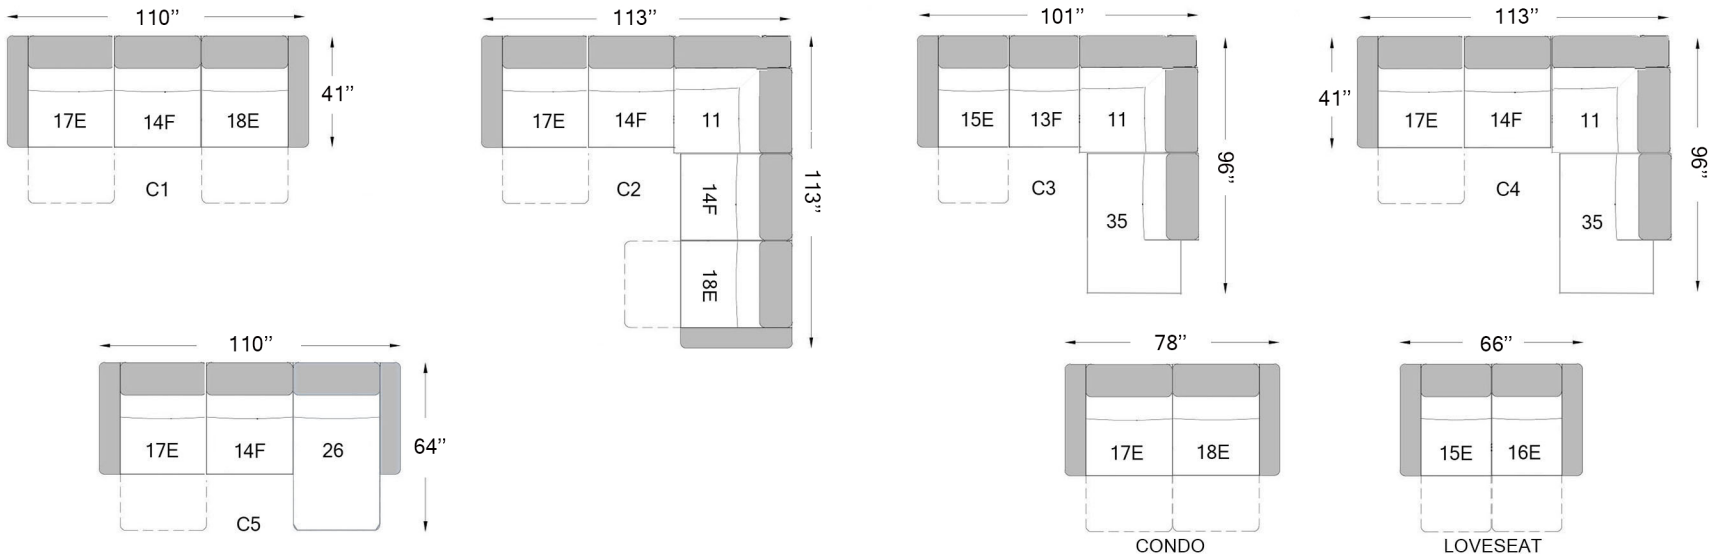 110”
41”
17E 14F 18E
C1
113”
113”
17E 14F 11
14F
18E
C2
101”
96”
15E 13F 11
35
C3
113”
41”
96”
17E 14F 11
35
C4
110”
64”
17E 14F 26
C5
78”
17E 18E
CONDO
66”
15E 16E
LOVESEAT